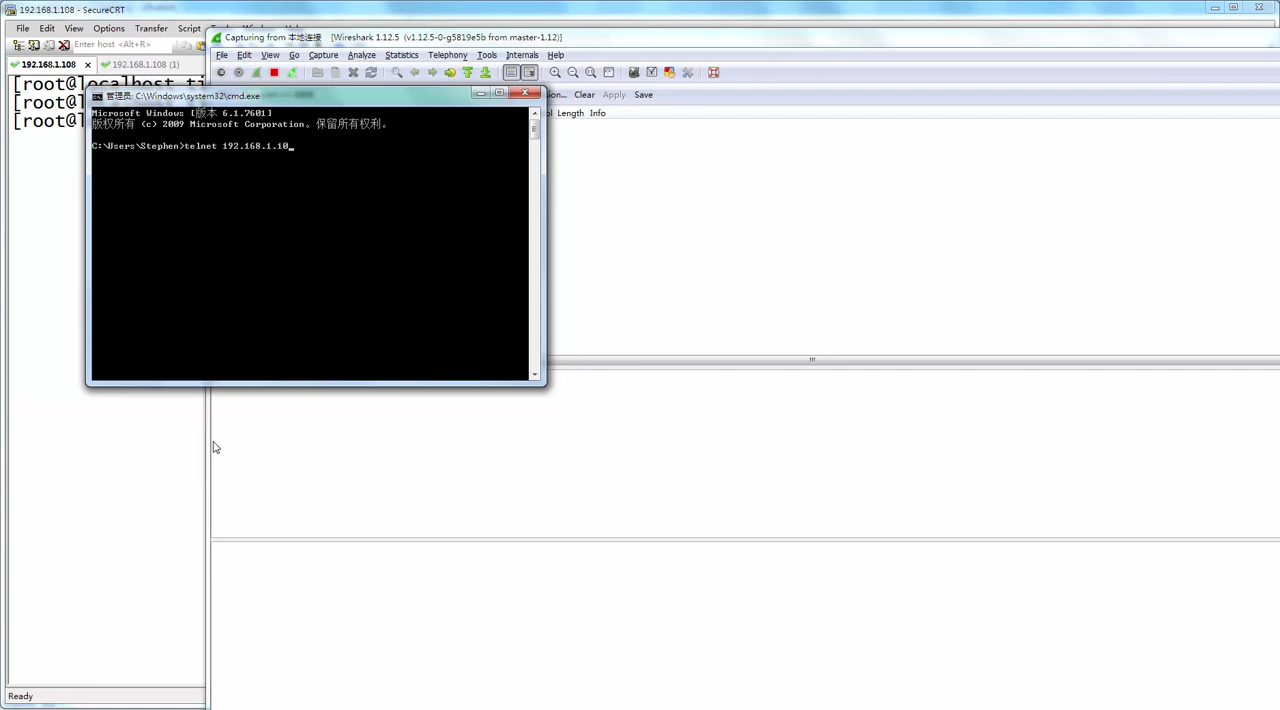 192.168.1.108 - SecureCRT
File Edit View Options Transfer Script
Enter host <Alt+R>
192.168.1.108 192.168.1.108 (1)
[root@localhost ti
[root@l
[root@l
Ready
Capturing from 本地连接 [Wireshark 1.12.5 (v1.12.5-0-g5819e5b from master-1.12)]
File Edit View Go Capture Analyze Statistics Telephony Tools Internals Help
Clear Apply Save
Length Info
管理员: C:\Windows\system32\cmd.exe
Microsoft Windows [版本 6.1.7601]
版权所有 (c) 2009 Microsoft Corporation。保留所有权利。
C:\Users\Stephen>telnet 192.168.1.10_